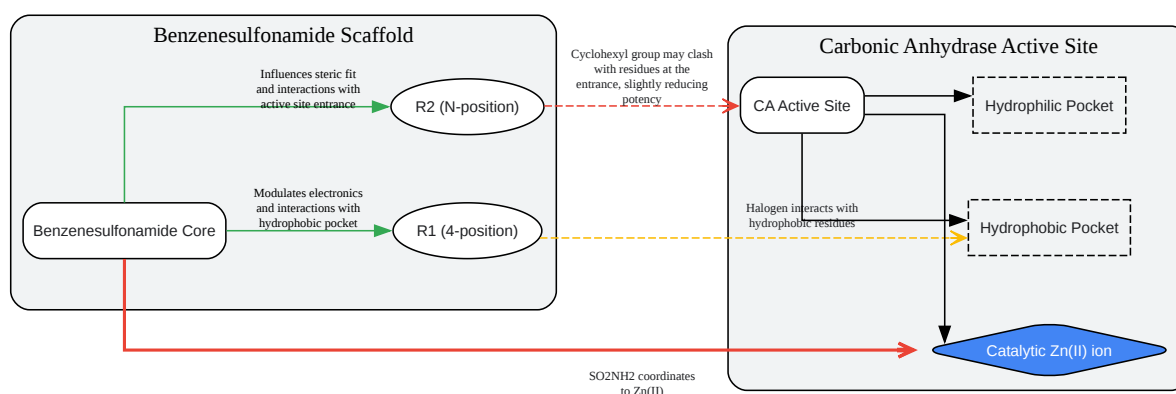 Benzenesulfonamide Scaffold
Influences steric fit
and interactions with
active site entrance
R2 (N-position)
Modulates electronics
and interactions with
hydrophobic pocket
Benzenesulfonamide Core
R1 (4-position)
Cyclohexyl group may clash
with residues at the
entrance, slightly reducing
potency
Carbonic Anhydrase Active Site
CA Active Site
Hydrophilic Pocket
Halogen interacts with
hydrophobic residues
Hydrophobic Pocket
Catalytic Zn(II) ion
SO2NH2 coordinates
to Zn(II)